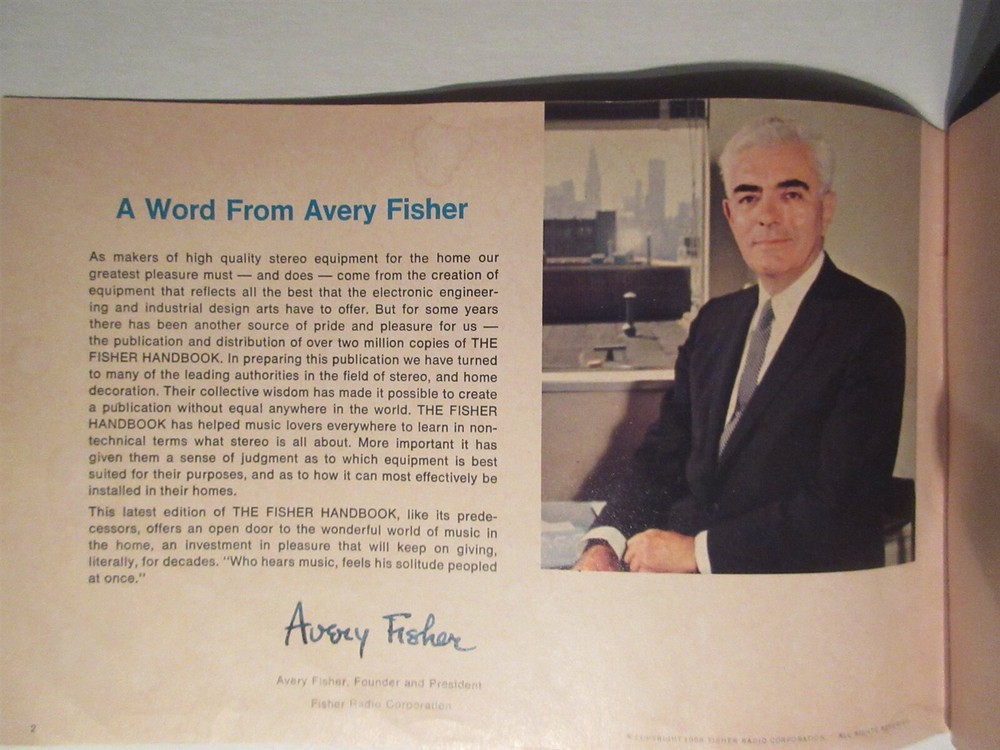 A Word From Avery Fisher
As makers of high quality stereo equipment for the home our
greatest pleasure must — and does — come from the creation of
equipment that reflects all the best that the electronic engineer-
ing and industrial design arts have to offer. But for some years
there has been another source of pride and pleasure for us —
the publication and distribution of over two million copies of THE
FISHER HANDBOOK. In preparing this publication we have turned
to many of the leading authorities in the field of stereo, and home
decoration. Their collective wisdom has made it possible to create
a publication without equal anywhere in the world. THE FISHER
HANDBOOK has helped music lovers everywhere to learn in non-
technical terms what stereo is all about. More important it has
given them a sense of judgment as to which equipment is best
suited for their purposes, and as to how it can most effectively be
installed in their homes.
This latest edition of THE FISHER HANDBOOK, like its prede-
cessors, offers an open door to the wonderful world of music in
the home, an investment in pleasure that will keep on giving,
literally, for decades. "Who hears music, feels his solitude peopled
at once."
Avery Fisher
Avery Fisher, Founder and President
Fisher Radio Corporation
2
COPYRIGHT FISHER RADIO ALL RIGHTS